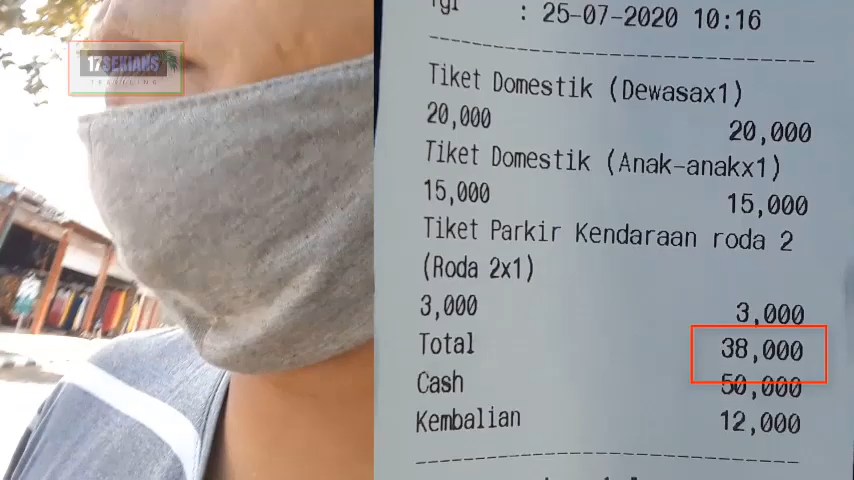 17SEKIANS
TRAVELLING
: 25-07-2020 10:16
Tiket Domestik (Dewasax1)
20,000 20,000
Tiket Domestik (Anak-anakx1)
15,000 15,000
Tiket Parkir Kendaraan roda 2
(Roda 2x1)
3,000 3,000
Total 38,000
Cash 50,000
Kembalian 12,000